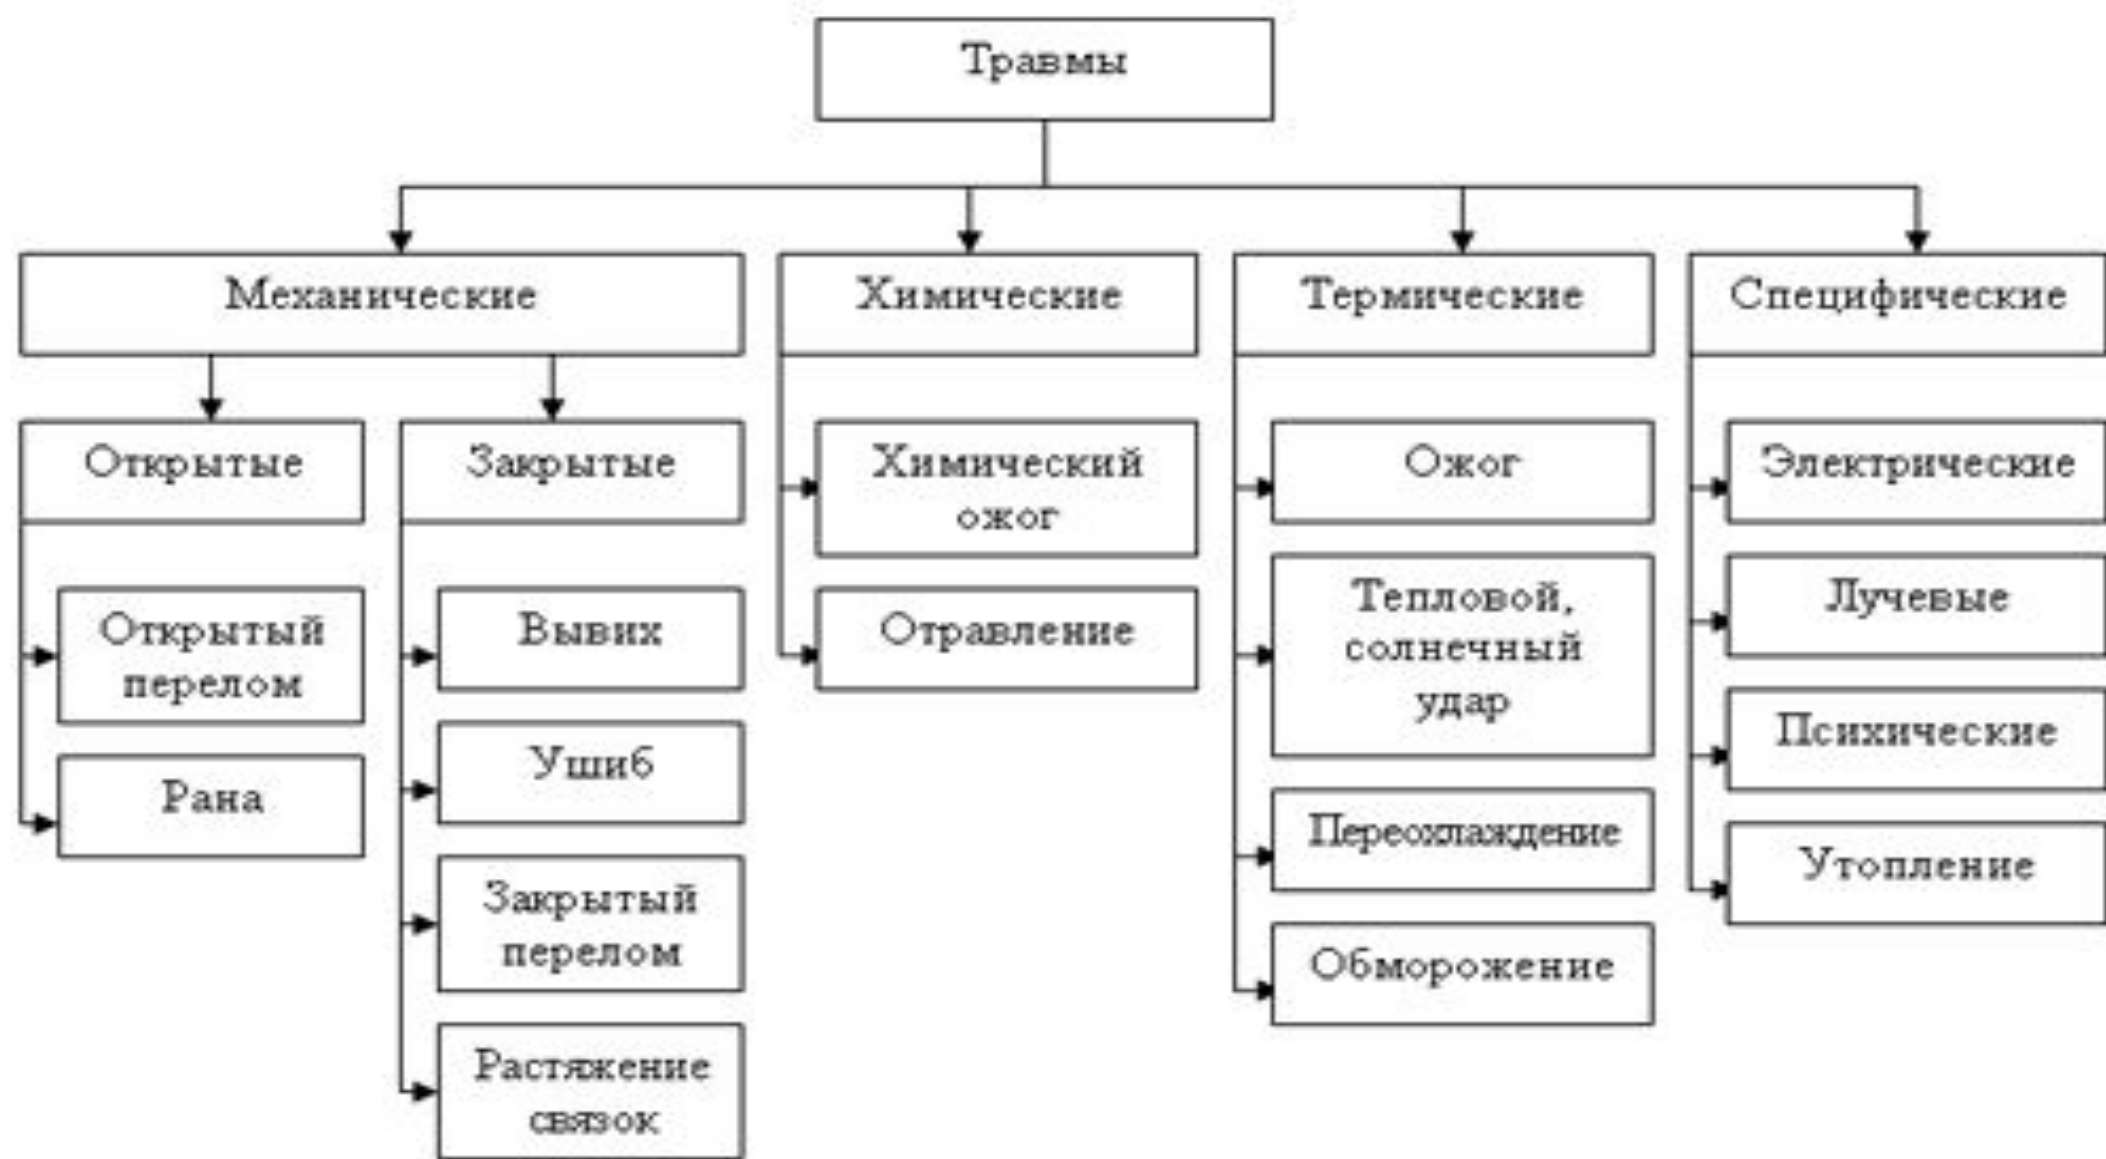 Травмы
Механические
Химические
Термические
Специфические
Открытые
Закрытые
Химический
ожог
Ожог
Электрические
Открытый
перелом
Вывих
Отравление
Тепловой,
солнечный
удар
Лучевые
Рана
Ушиб
Переохлаждение
Психические
Закрытый
перелом
Обморожение
Утопление
Растяжение
связок